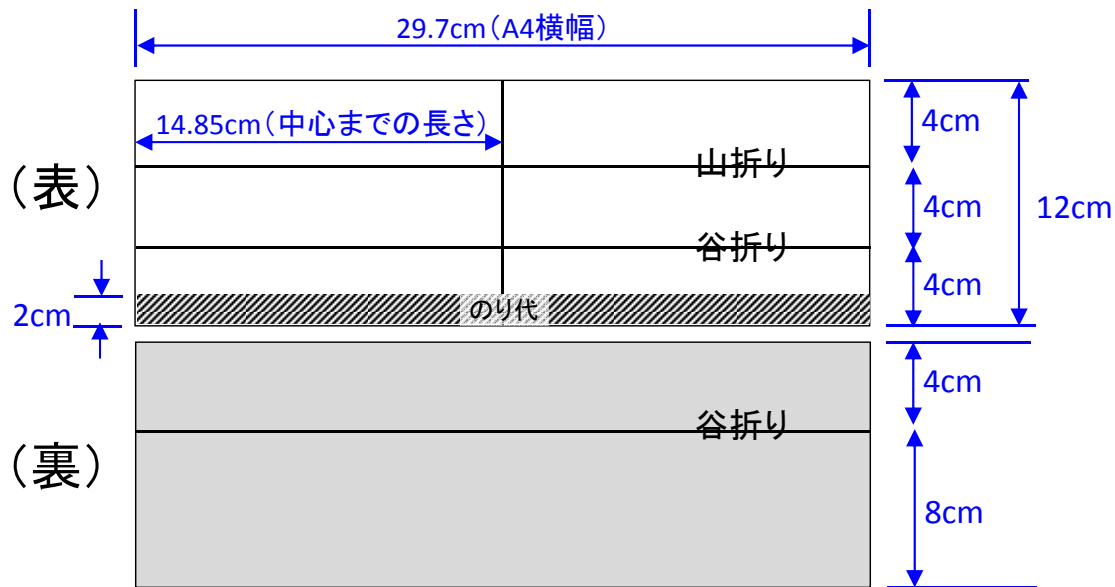 29.7cm(A4横幅)
14.85cm(中心までの長さ)
4cm
山折り
(表)
4cm
12cm
谷折り
4cm
2cm
のり代
4cm
谷折り
(裏)
8cm